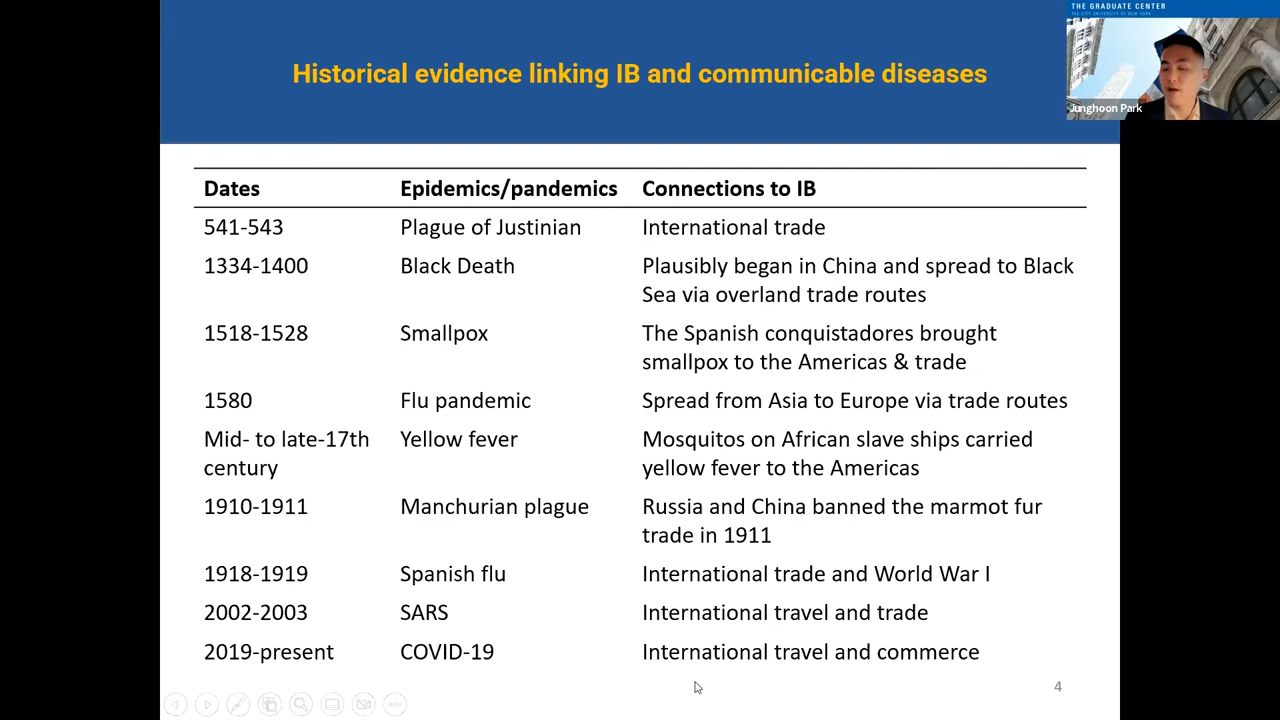 THE GRADUATE CENTER
THE CITY UNIVERSITY OF NEW YORK
Junghoon Park
Historical evidence linking IB and communicable diseases
Dates Epidemics/pandemics Connections to IB
541-543 Plague of Justinian International trade
1334-1400 Black Death Plausibly began in China and spread to Black
Sea via overland trade routes
1518-1528 Smallpox The Spanish conquistadores brought
smallpox to the Americas & trade
1580 Flu pandemic Spread from Asia to Europe via trade routes
Mid- to late-17th Yellow fever Mosquitos on African slave ships carried
century yellow fever to the Americas
1910-1911 Manchurian plague Russia and China banned the marmot fur
trade in 1911
1918-1919 Spanish flu International trade and World War I
2002-2003 SARS International travel and trade
2019-present COVID-19 International travel and commerce
4